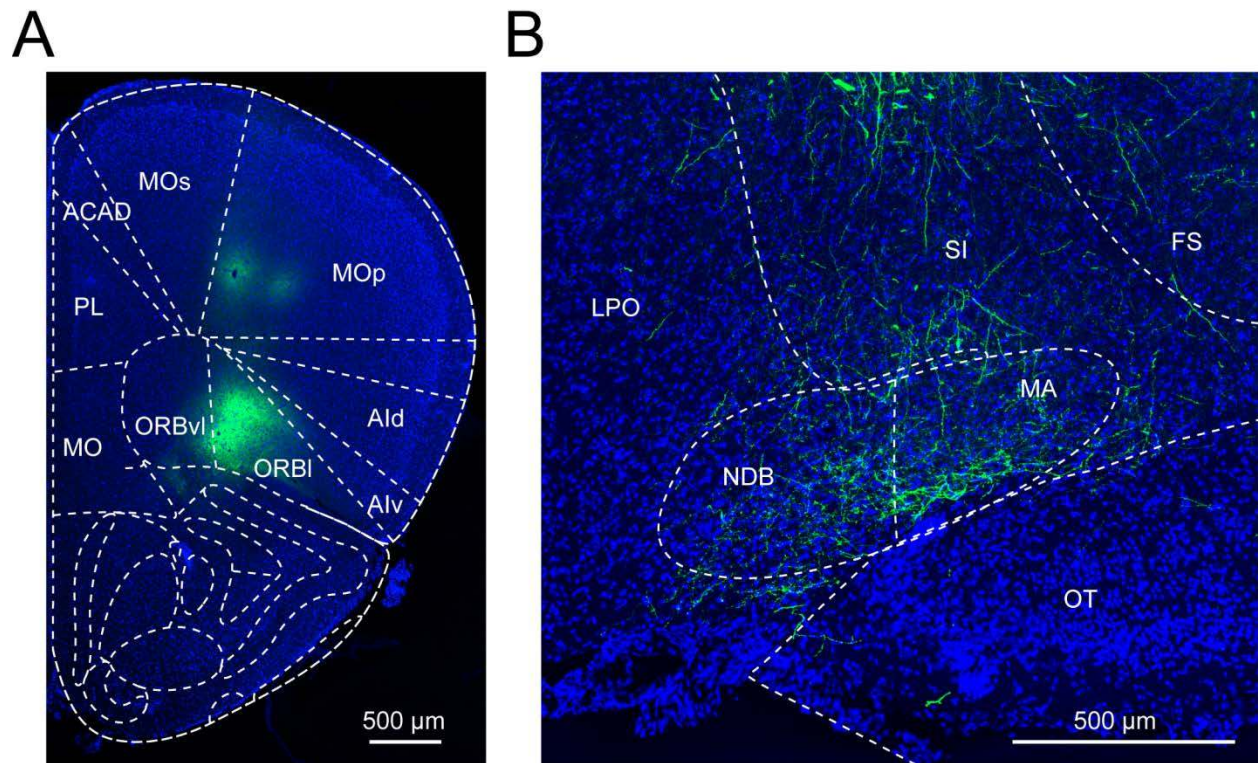 A
MOs
ACAD
MOp
PL
AId
ORBvl
MO
ORBl
AIv
500 µm
B
FS
SI
LPO
MA
NDB
OT
500 µm